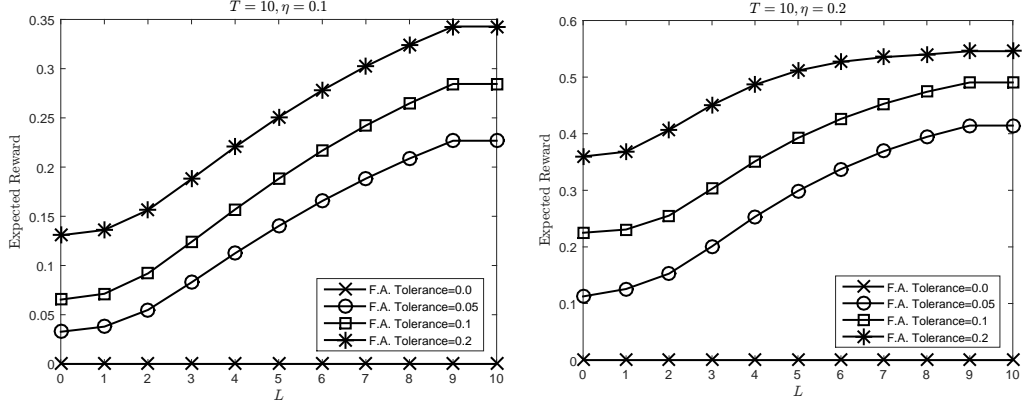 T = 10, η = 0.1
0.35
0.3
0.25
0.2
0.15
0.1
0.05
0
Expected Reward
0 1 2 3 4 5 6 7 8 9 10
L
F.A. Tolerance=0.0
F.A. Tolerance=0.05
F.A. Tolerance=0.1
F.A. Tolerance=0.2
T = 10, η = 0.2
0.6
0.5
0.4
0.3
0.2
0.1
0
Expected Reward
0 1 2 3 4 5 6 7 8 9 10
L
F.A. Tolerance=0.0
F.A. Tolerance=0.05
F.A. Tolerance=0.1
F.A. Tolerance=0.2